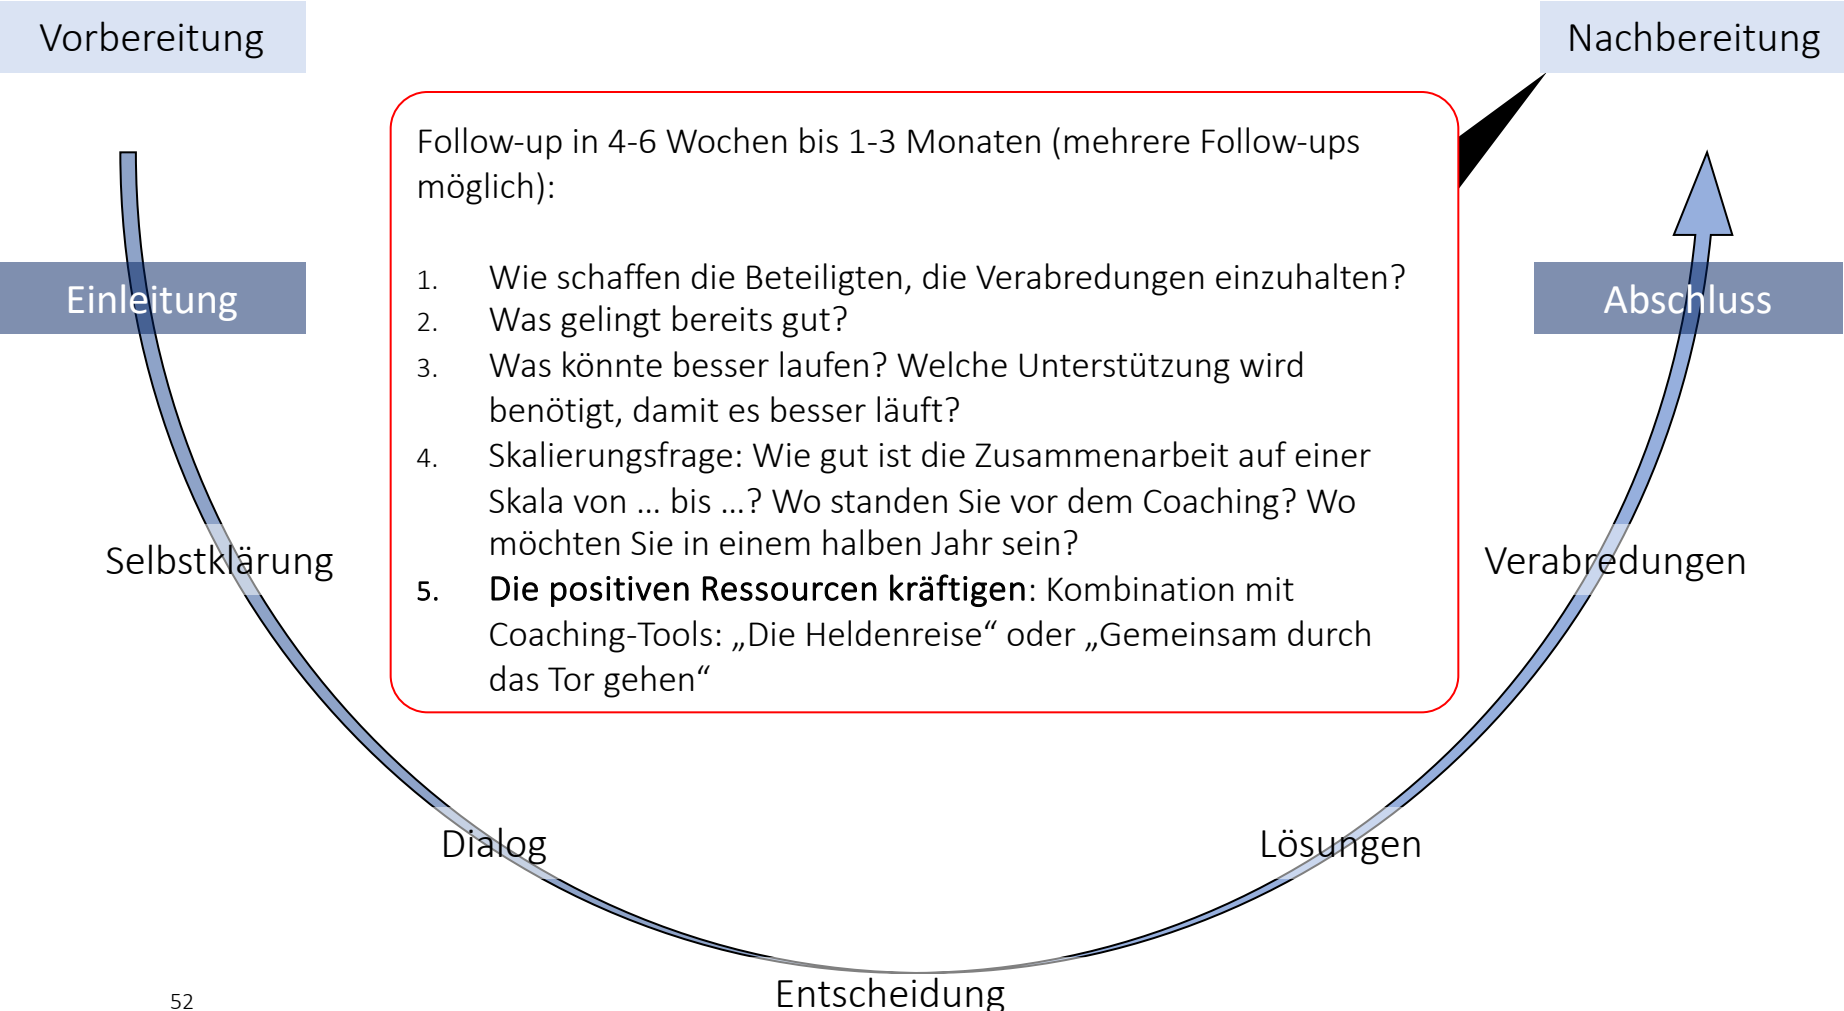 Vorbereitung
Nachbereitung
Follow-up in 4-6 Wochen bis 1-3 Monaten (mehrere Follow-ups
möglich):
1. Wie schaffen die Beteiligten, die Verabredungen einzuhalten?
2. Was gelingt bereits gut?
3. Was könnte besser laufen? Welche Unterstützung wird
benötigt, damit es besser läuft?
4. Skalierungsfrage: Wie gut ist die Zusammenarbeit auf einer
Skala von … bis …? Wo standen Sie vor dem Coaching? Wo
möchten Sie in einem halben Jahr sein?
5. Die positiven Ressourcen kräftigen: Kombination mit
Coaching-Tools: „Die Heldenreise“ oder „Gemeinsam durch
das Tor gehen“
Einleitung
Abschluss
Selbstklärung
Verabredungen
Dialog
Lösungen
Entscheidung
52